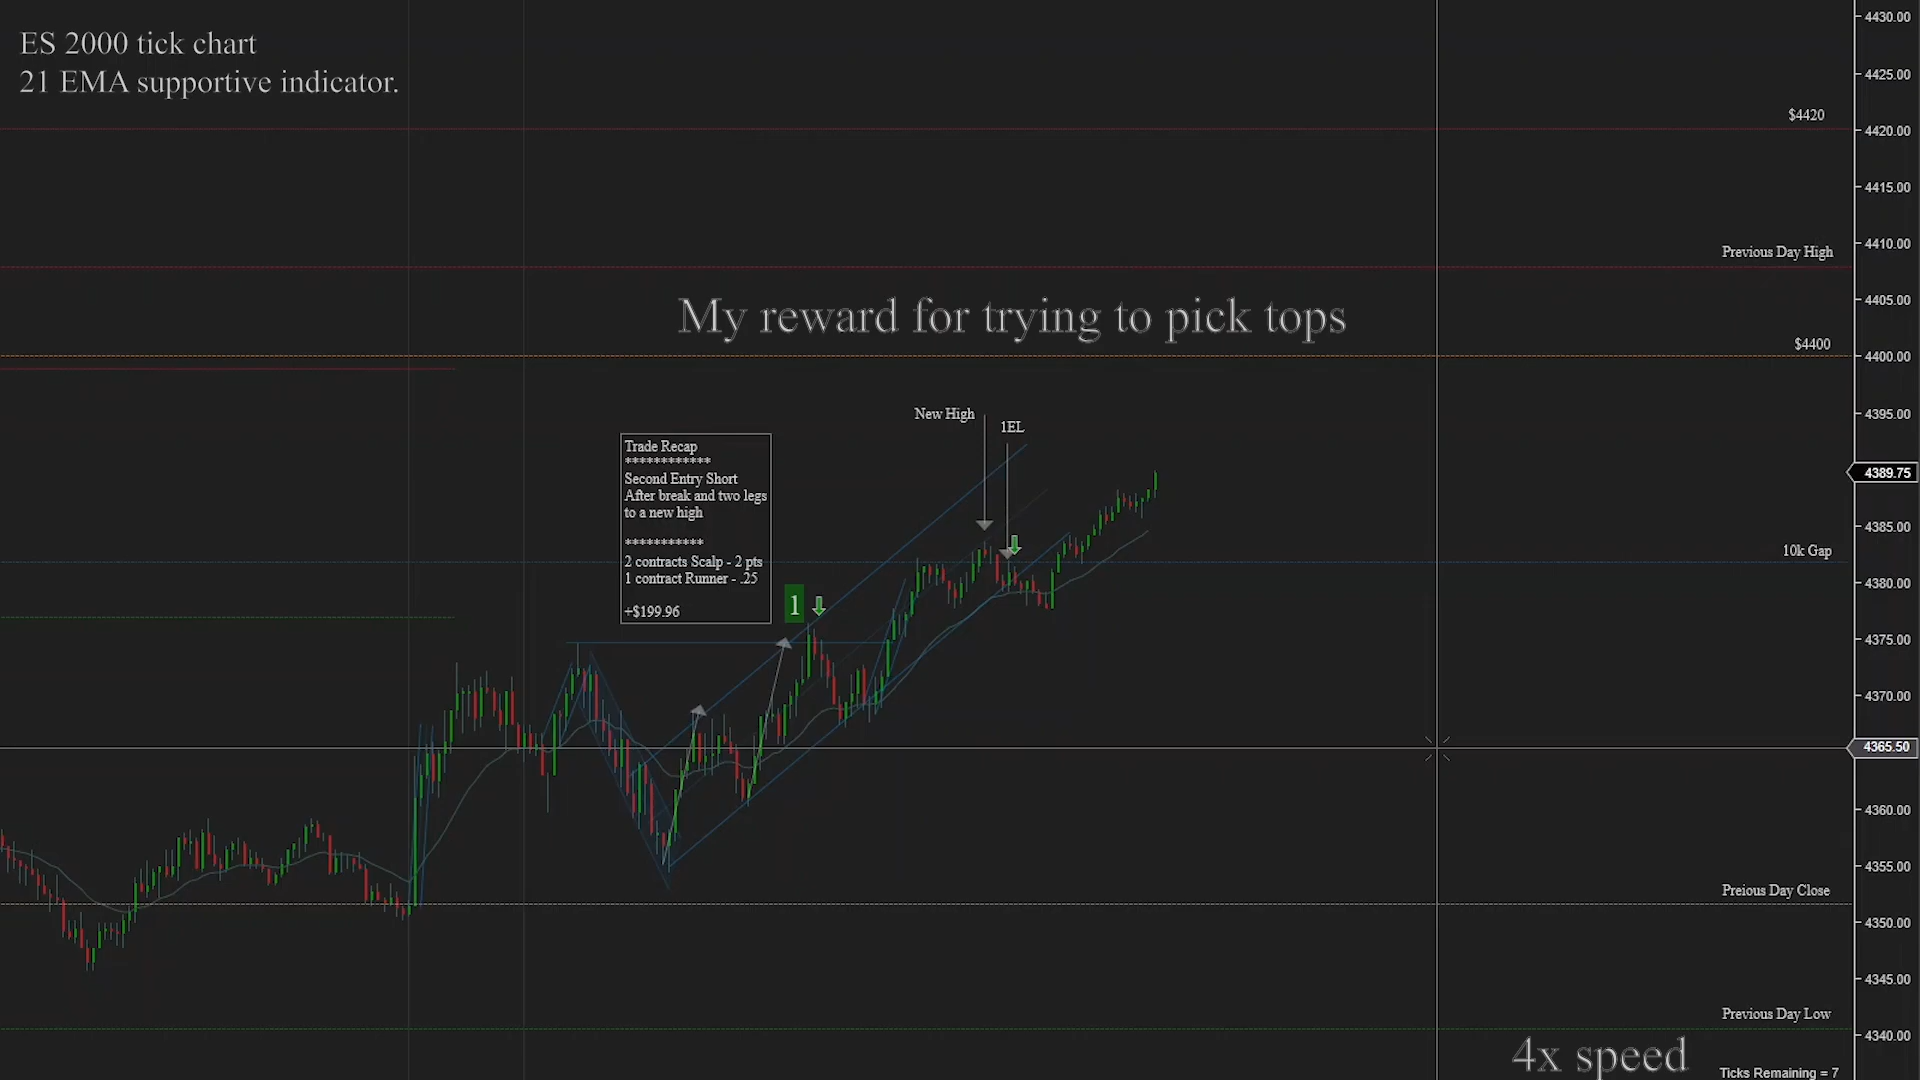 ES 2000 tick chart
21 EMA supportive indicator.
4430.00
4425.00
$4420
4420.00
4415.00
4410.00
Previous Day High
4405.00
My reward for trying to pick tops
$4400
4400.00
4395.00
New High
1EL
Trade Recap
************
Second Entry Short
After break and two legs
to a new high
***********
2 contracts Scalp - 2 pts
1 contract Runner - .25
+$199.96
1
4389.75
4385.00
10k Gap
4380.00
4375.00
4370.00
4365.50
4360.00
4355.00
Preious Day Close
4350.00
4345.00
Previous Day Low
4340.00
4x speed
Ticks Remaining = 7